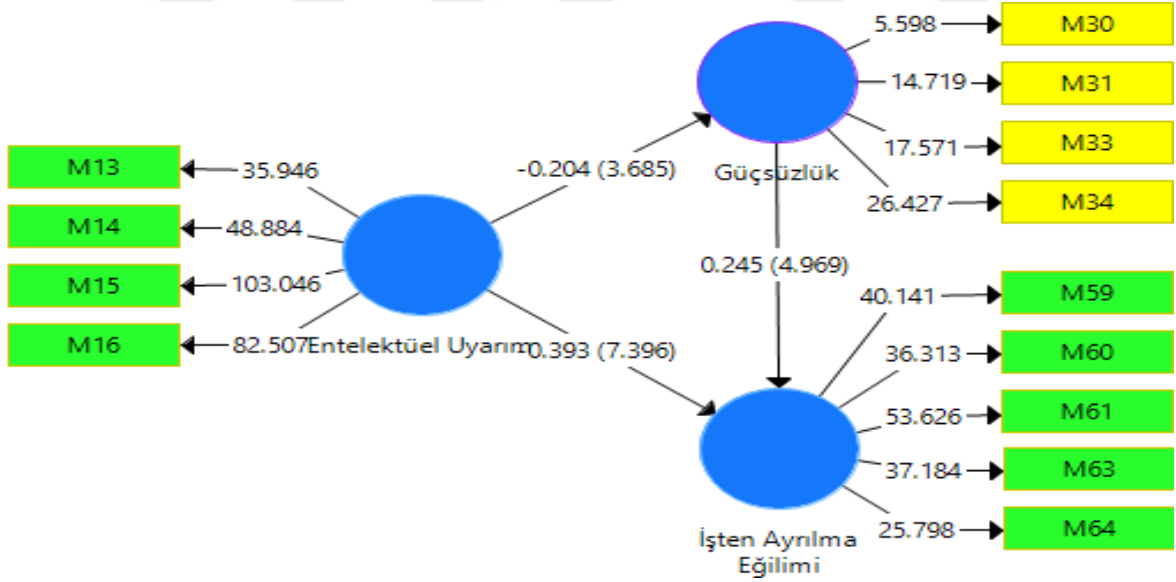 M13
M14
M15
M16
35.946
48.884
103.046
82.507
Entelektüel Uyarım
-0.204 (3.685)
0.393 (7.396)
Güçsüzlük
0.245 (4.969)
5.598
14.719
17.571
26.427
M30
M31
M33
M34
40.141
36.313
53.626
37.184
25.798
M59
M60
M61
M63
M64
İşten Ayrılma
Eğilimi